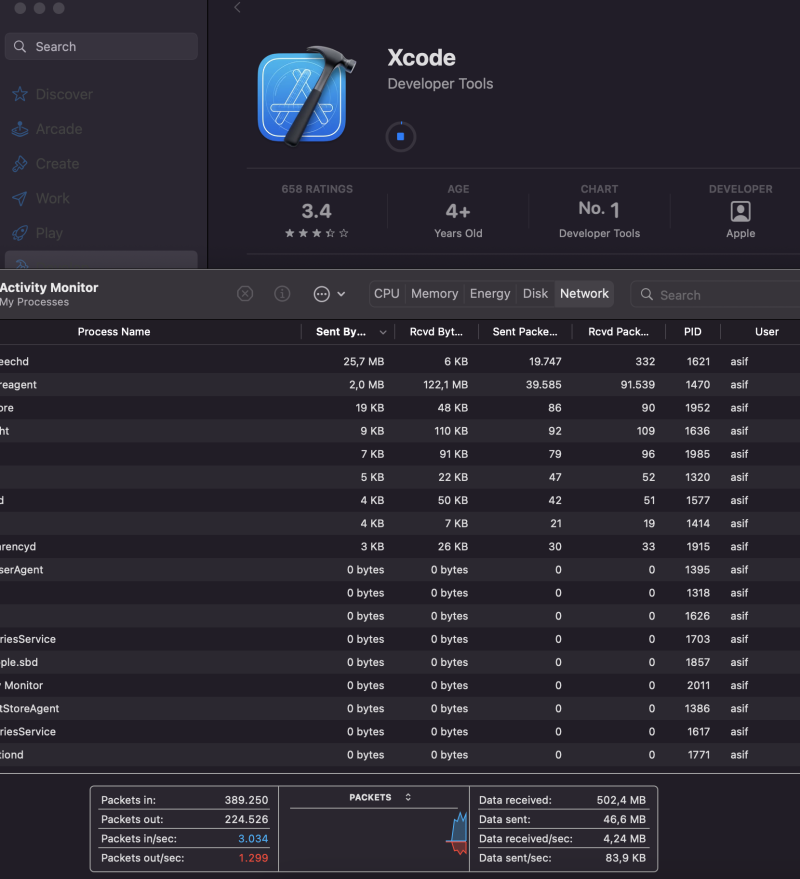 Search
Xcode
Developer Tools
Discover
Arcade
Create
Work
Play
658 RATINGS
3.4
AGE
4+
Years Old
CHART
No. 1
Developer Tools
DEVELOPER
Apple
Activity Monitor
My Processes
CPU Memory Energy Disk Network
Search
Process Name Sent By... Rcvd Byt... Sent Packe... Rcvd Pack... PID User
eechd 25,7 MB 6 KB 19.747 332 1621 asif
reagent 2,0 MB 122,1 MB 39.585 91.539 1470 asif
ore 19 KB 48 KB 86 90 1952 asif
ht 9 KB 110 KB 92 109 1636 asif
7 KB 91 KB 79 96 1985 asif
5 KB 22 KB 47 52 1320 asif
d 4 KB 50 KB 42 51 1577 asif
4 KB 7 KB 21 19 1414 asif
arencyd 3 KB 26 KB 30 33 1915 asif
serAgent 0 bytes 0 bytes 0 0 1395 asif
0 bytes 0 bytes 0 0 1318 asif
0 bytes 0 bytes 0 0 1626 asif
riesService 0 bytes 0 bytes 0 0 1703 asif
ple.sbd 0 bytes 0 bytes 0 0 1857 asif
y Monitor 0 bytes 0 bytes 0 0 2011 asif
tStoreAgent 0 bytes 0 bytes 0 0 1386 asif
riesService 0 bytes 0 bytes 0 0 1617 asif
tiond 0 bytes 0 bytes 0 0 1771 asif
PACKETS
Packets in: 389.250
Packets out: 224.526
Packets in/sec: 3.034
Packets out/sec: 1.299
Data received: 502,4 MB
Data sent: 46,6 MB
Data received/sec: 4,24 MB
Data sent/sec: 83,9 KB